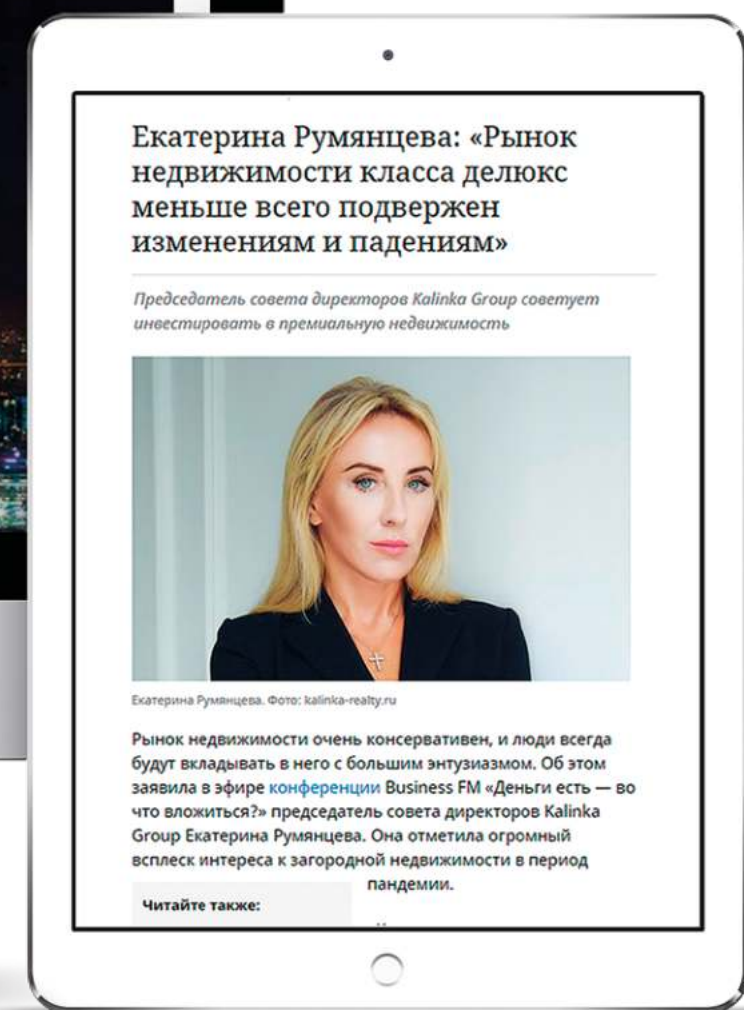 Екатерина Румянцева: «Рынок
недвижимости класса делюкс
меньше всего подвержен
изменениям и падениям»
Председатель совета директоров Kalinka Group советует
инвестировать в премиальную недвижимость
Екатерина Румянцева. Фото: kalinka-realty.ru
Рынок недвижимости очень консервативен, и люди всегда
будут вкладывать в него с большим энтузиазмом. Об этом
заявила в эфире конференции Business FM «Деньги есть — во
что вложиться?» председатель совета директоров Kalinka
Group Екатерина Румянцева. Она отметила огромный
всплеск интереса к загородной недвижимости в период
пандемии.
Читайте также: